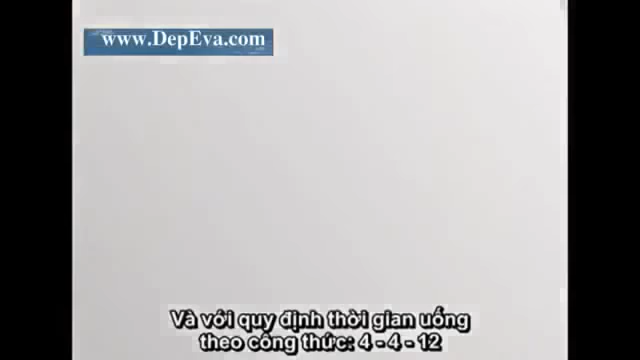 www.DepEva.com
Và với quy định thời gian uống
theo công thức: 4 - 4 - 12